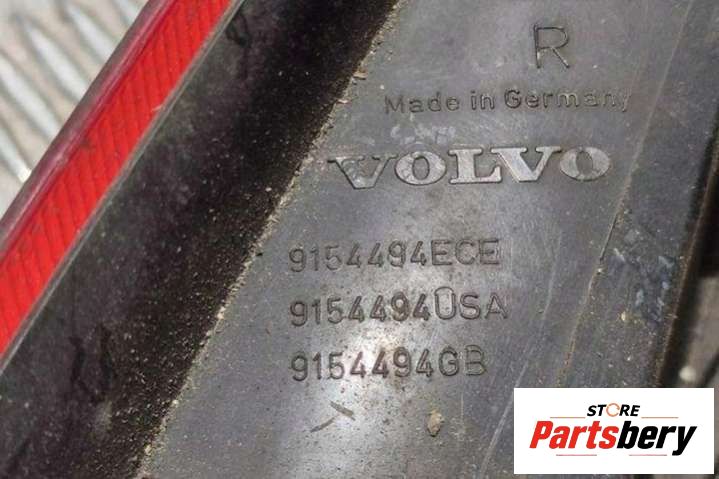 R
Made in Germany
VOLVO
9154494ECE
9154494USA
9154494GB
STORE
Partsbery